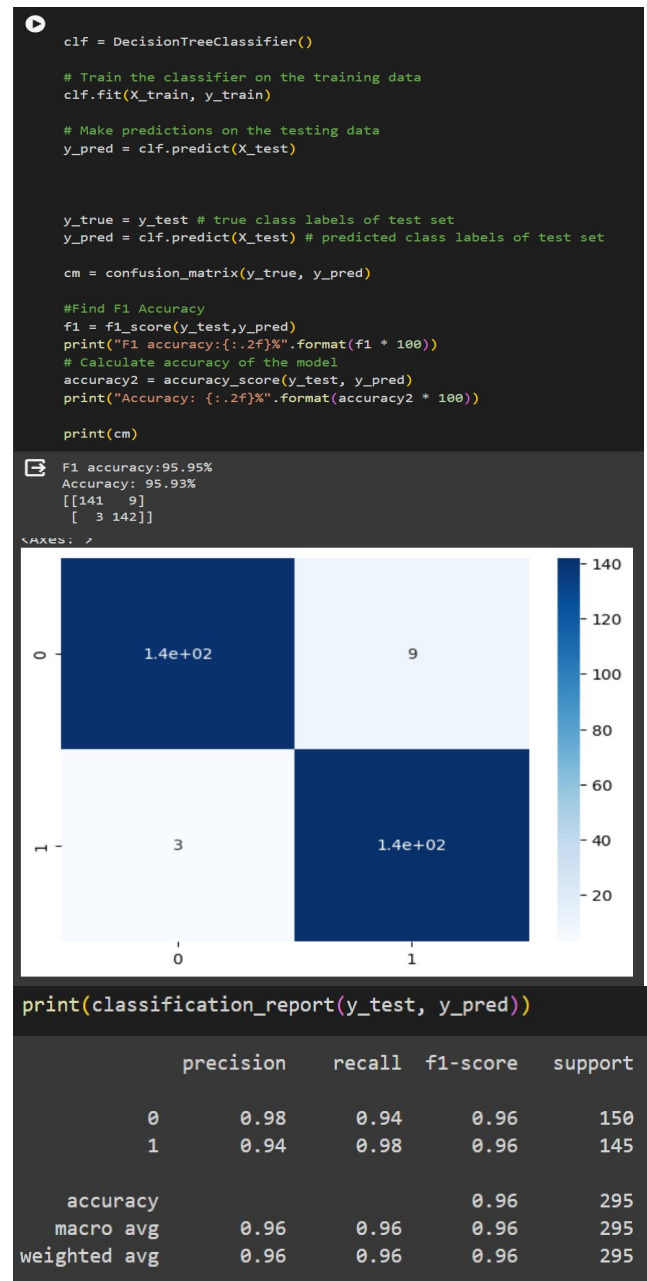 clf = DecisionTreeClassifier()
# Train the classifier on the training data
clf.fit(X_train, y_train)
# Make predictions on the testing data
y_pred = clf.predict(X_test)
y_true = y_test # true class labels of test set
y_pred = clf.predict(X_test) # predicted class labels of test set
cm = confusion_matrix(y_true, y_pred)
#Find F1 Accuracy
f1 = f1_score(y_test,y_pred)
print("F1 accuracy:{:.2f}%".format(f1 * 100))
# Calculate accuracy of the model
accuracy2 = accuracy_score(y_test, y_pred)
print("Accuracy: {:.2f}%".format(accuracy2 * 100))
print(cm)
F1 accuracy:95.95%
Accuracy: 95.93%
[[141   9]
 [  3 142]]
<Axes: >
140
120
0 1.4e+02 9
100
80
60
1 3 1.4e+02
40
20
0 1
print(classification_report(y_test, y_pred))
precision recall f1-score support
0 0.98 0.94 0.96 150
1 0.94 0.98 0.96 145
accuracy 0.96 295
macro avg 0.96 0.96 0.96 295
weighted avg 0.96 0.96 0.96 295